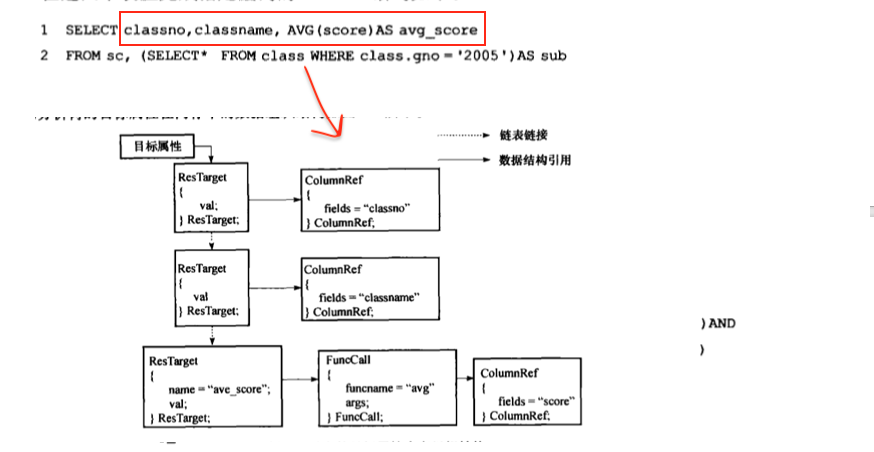 1 SELECT classno,classname, AVG(score)AS avg_score
2 FROM sc, (SELECT* FROM class WHERE class.gno = '2005')AS sub
链表链接
目标属性
数据结构引用
ResTarget
{
val;
} ResTarget;
ColumnRef
{
fields = “classno”
} ColumnRef;
ResTarget
{
val
} ResTarget;
ColumnRef
{
fields = “classname”
} ColumnRef;
)AND
)
ResTarget
{
name = “ave_score”;
val;
} ResTarget;
FuncCall
{
funcname = “avg”
args;
} FuncCall;
ColumnRef
{
fields = “score”
} ColumnRef;